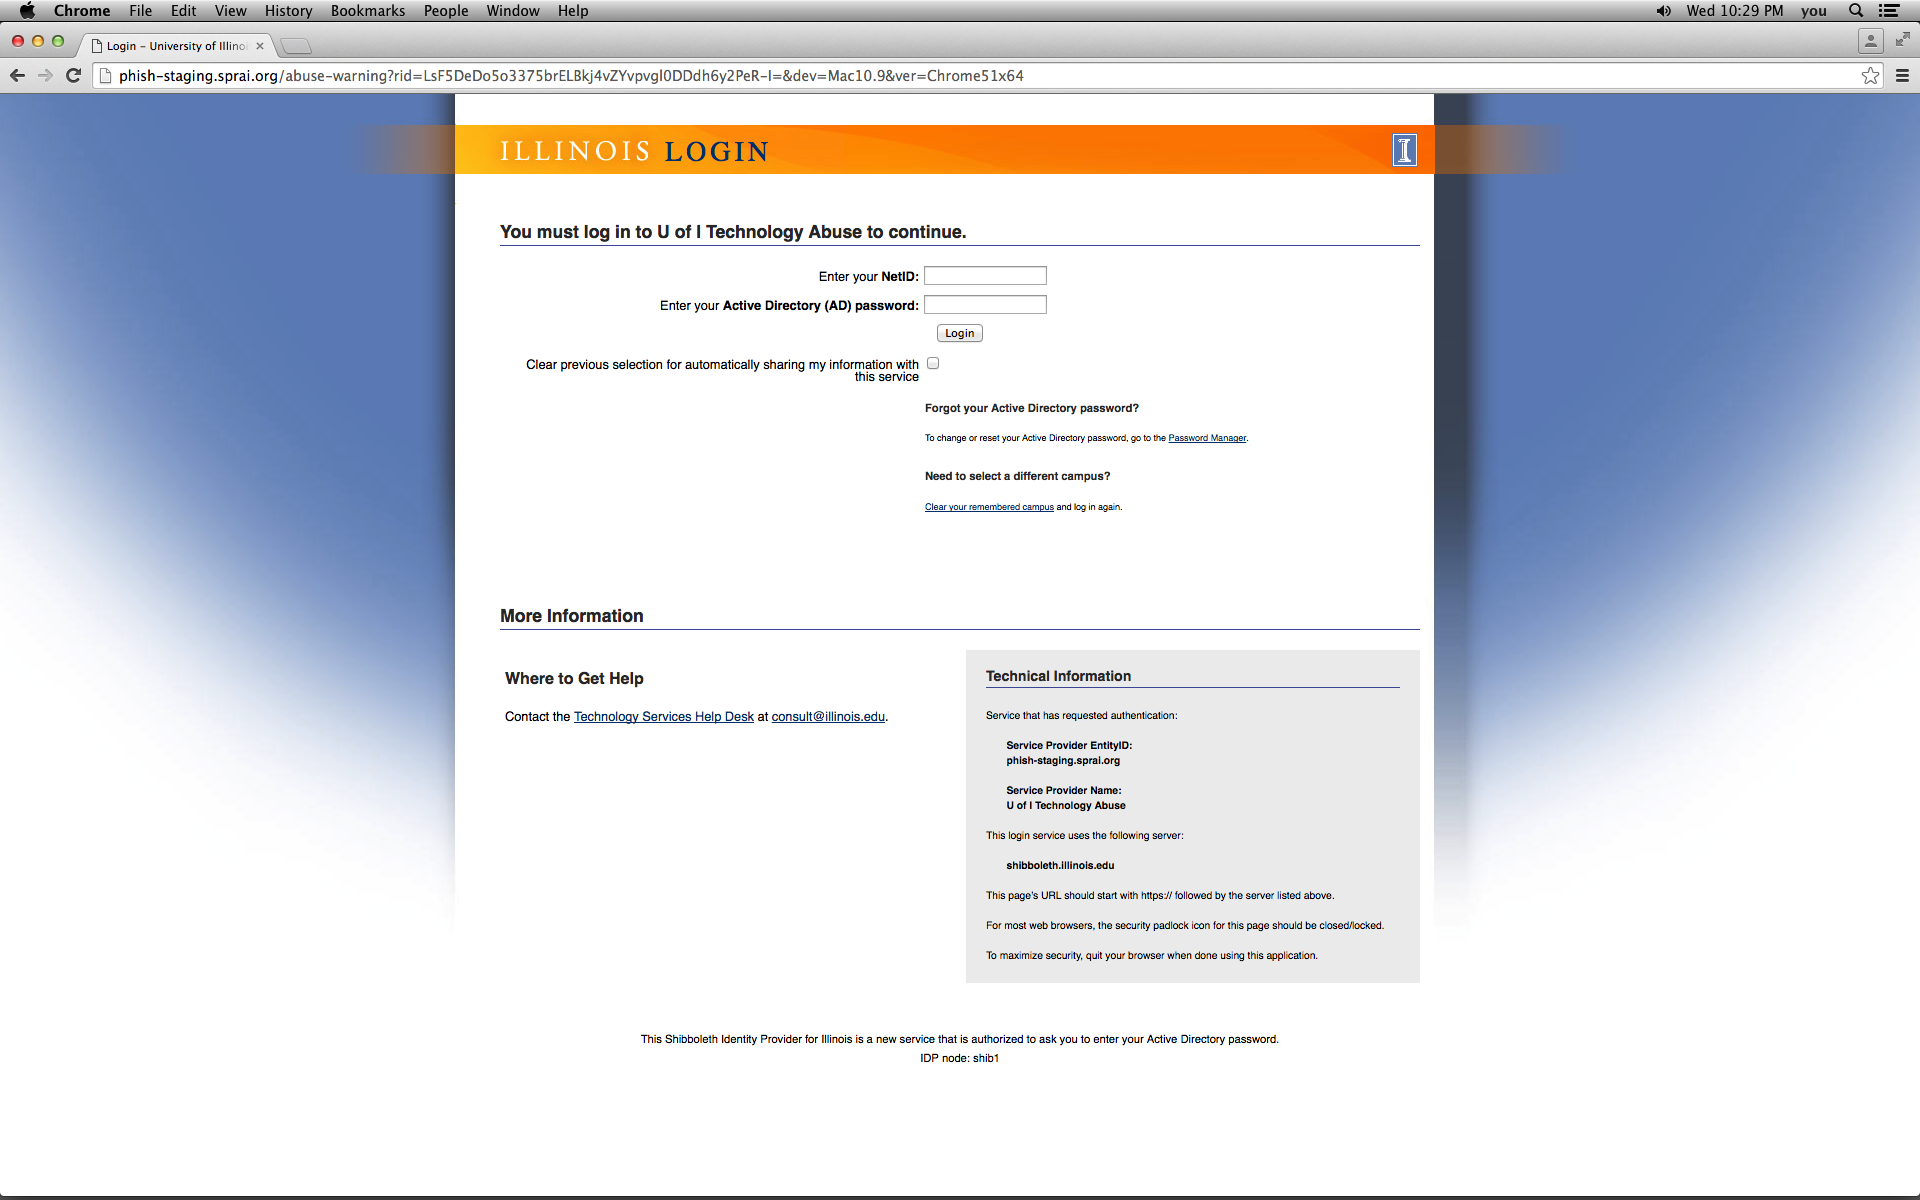 Chrome File Edit View History Bookmarks People Window Help Wed 10:29 PM you
Login – University of Illinoi
phish-staging.sprai.org/abuse-warning?rid=LsF5DeDo5o3375brELBkj4vZYvpvgl0DDdh6y2PeR-I=&dev=Mac10.9&ver=Chrome51x64
ILLINOIS LOGIN
You must log in to U of I Technology Abuse to continue.
Enter your NetID:
Enter your Active Directory (AD) password:
Login
Clear previous selection for automatically sharing my information with
this service
Forgot your Active Directory password?
To change or reset your Active Directory password, go to the Password Manager.
Need to select a different campus?
Clear your remembered campus and log in again.
More Information
Where to Get Help
Contact the Technology Services Help Desk at consult@illinois.edu.
Technical Information
Service that has requested authentication:
Service Provider EntityID:
phish-staging.sprai.org
Service Provider Name:
U of I Technology Abuse
This login service uses the following server:
shibboleth.illinois.edu
This page's URL should start with https:// followed by the server listed above.
For most web browsers, the security padlock icon for this page should be closed/locked.
To maximize security, quit your browser when done using this application.
This Shibboleth Identity Provider for Illinois is a new service that is authorized to ask you to enter your Active Directory password.
IDP node: shib1